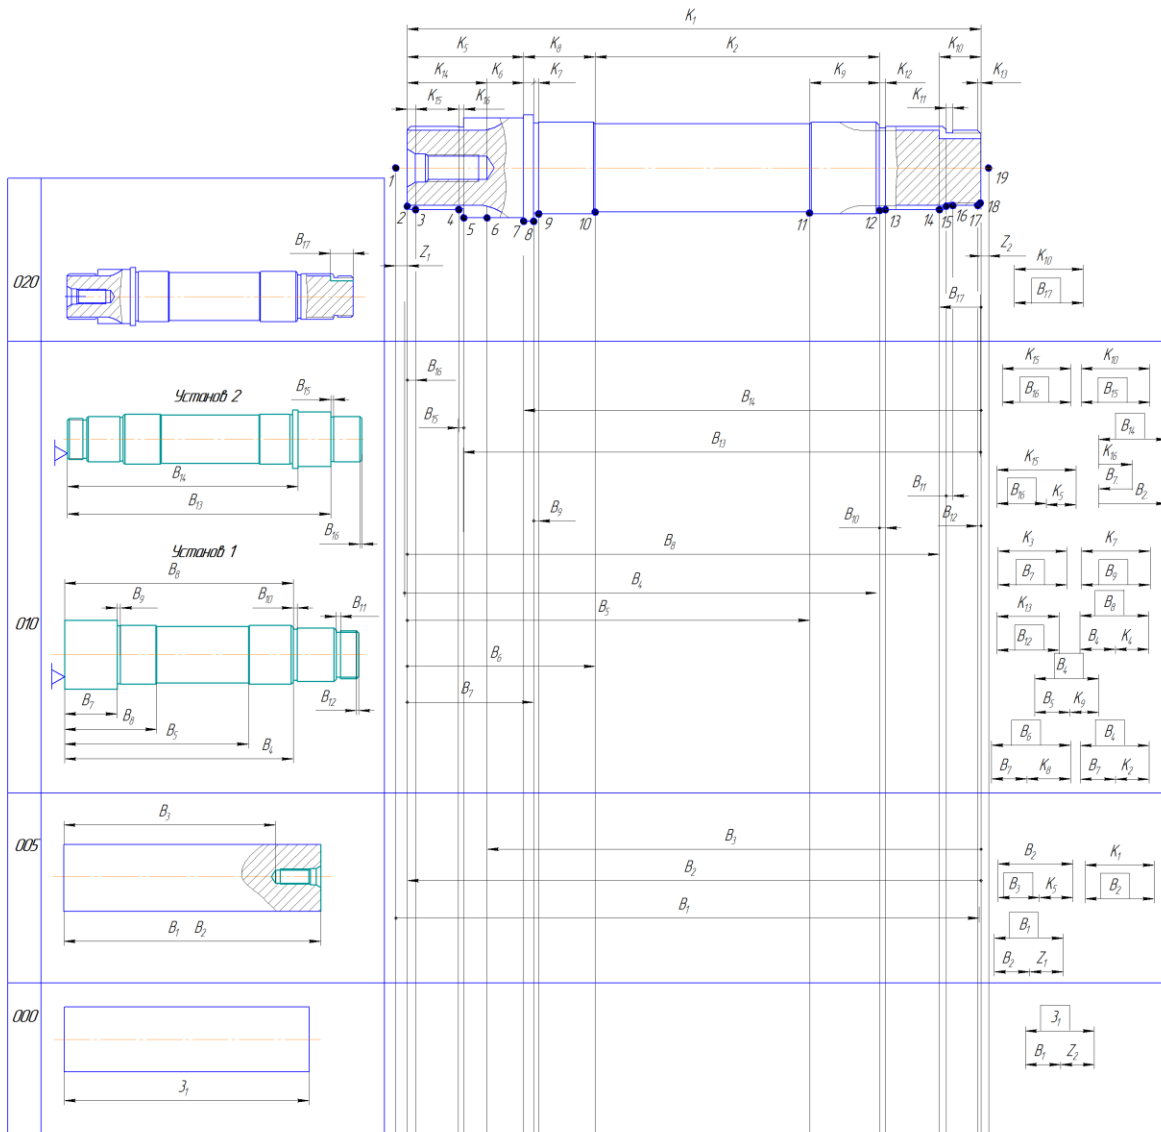 K₁
K₅ K₈ K₂ K₁₀
K₁₄ K₆ K₇ K₉ K₁₂ K₁₃
K₁₅ K₁₆ K₁₁
1 19
2 3 4 5 6 7 8 9 10 11 12 13 14 15 16 17 18
Z₁ Z₂
020
B₁₇
B₁₇
K₁₀
B₁₇
Установ 2
B₁₅
B₁₄
B₁₃
B₁₆
B₁₆
B₁₅
B₁₄
B₁₃
K₁₅ K₁₀
B₁₆ B₁₅
B₁₄
K₁₅ K₁₆
B₁₆ K₅ B₇
B₂
010
Установ 1
B₈
B₉ B₁₀ B₁₁
B₇ B₁₂
B₈
B₅
B₄
B₁₁
B₉ B₁₀ B₁₂
B₈
B₄
B₅
B₆
B₇
K₃ K₇
B₇ B₉
K₁₃ B₈
B₁₂ B₄ K₄
B₄
B₅ K₉
B₆ B₄
B₇ K₈ B₇ K₂
005
B₃
B₁ B₂
B₃
B₂
B₁
B₂ K₁
B₃ K₅ B₂
B₁
B₂ Z₁
000
З₁
З₁
B₁ Z₂